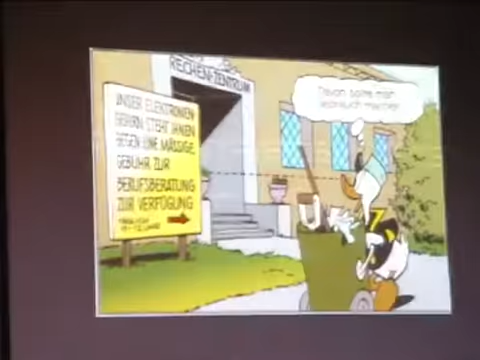 RECHEN-ZENTRUM
UNSER ELEKTRONEN
GEHIRN STEHT IHNEN
GEGEN EINE MÄSSIGE
GEBÜHR ZUR
BERUFSBERATUNG
ZUR VERFÜGUNG
Davon sollte man
Gebrauch machen!